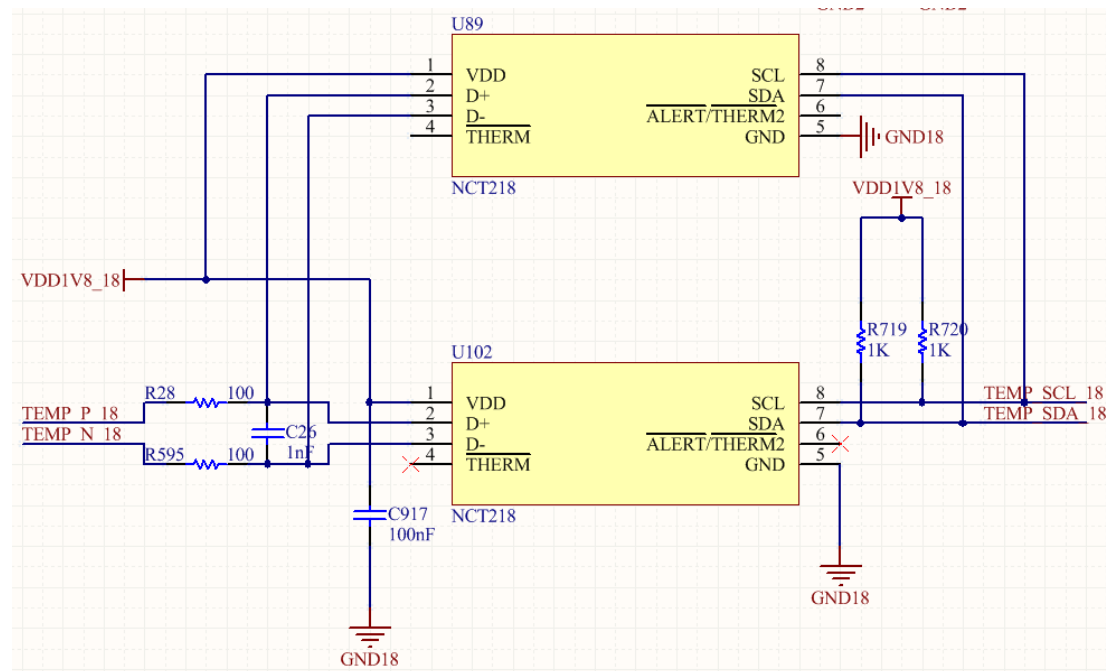 GND2 GND2
U89
1 VDD SCL 8
2 D+ SDA 7
3 D- ALERT/THERM2 6
4 THERM GND 5
GND18
NCT218
VDD1V8_18
VDD1V8_18
R719 R720
1K 1K
U102
R28 100
1 VDD SCL 8 TEMP_SCL_18
TEMP_P_18
2 D+ SDA 7 TEMP_SDA_18
TEMP_N_18
C26
1nF
3 D- ALERT/THERM2 6
R595 100
4 THERM GND 5
C917
100nF
NCT218
GND18
GND18